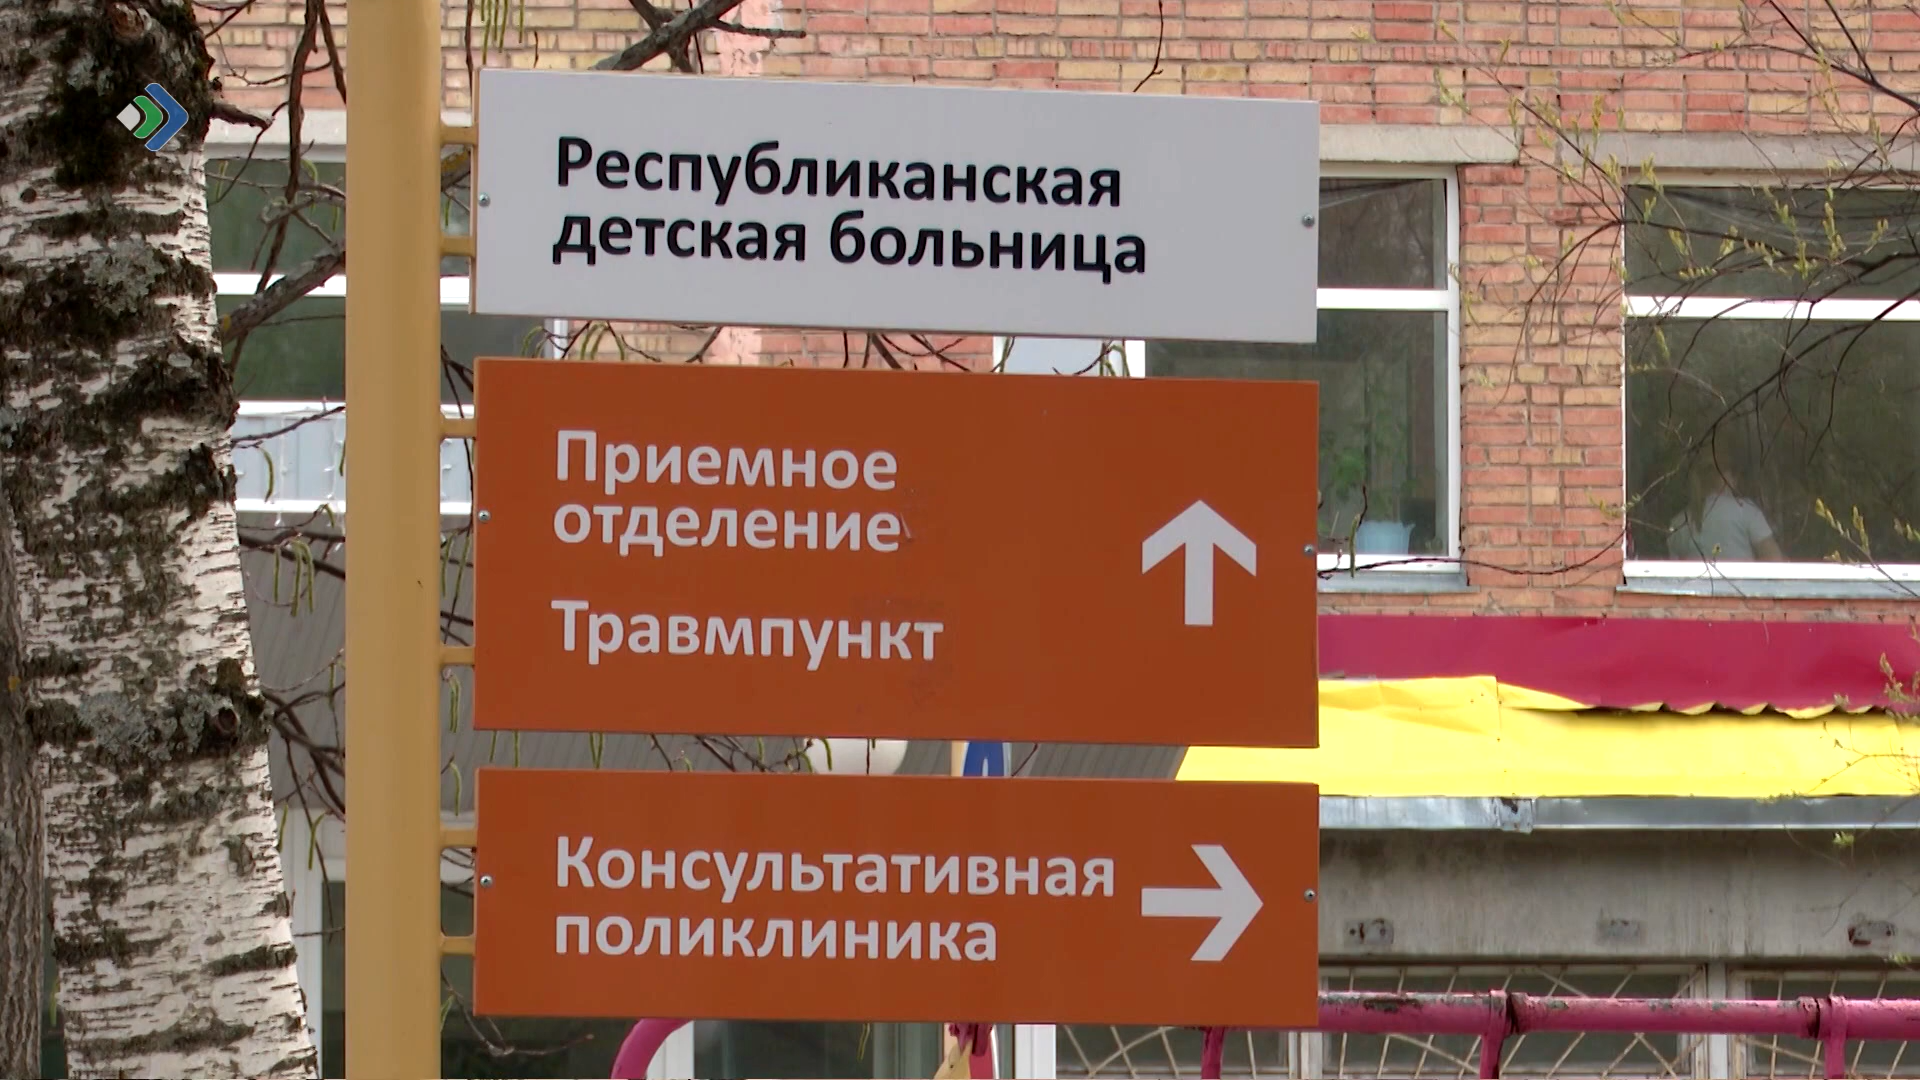 Республиканская
детская больница
Приемное
отделение
Травмпункт
Консультативная
поликлиника